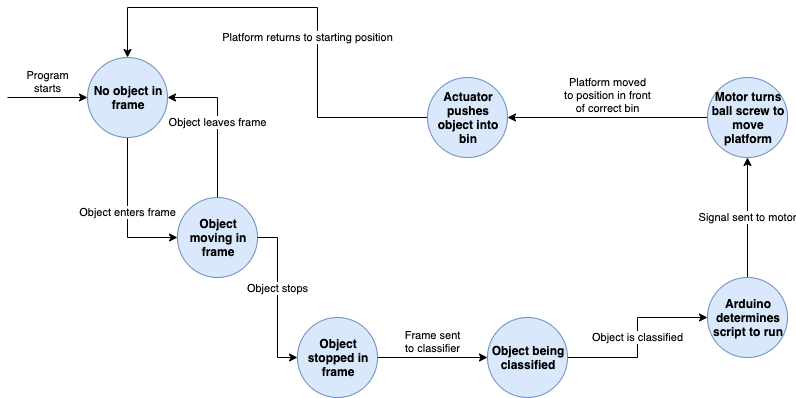 Platform returns to starting position
Program
starts
No object in
frame
Object leaves frame
Actuator
pushes
object into
bin
Platform moved
to position in front
of correct bin
Motor turns
ball screw to
move
platform
Object enters frame
Object
moving in
frame
Signal sent to motor
Object stops
Object
stopped in
frame
Frame sent
to classifier
Object being
classified
Object is classified
Arduino
determines
script to run